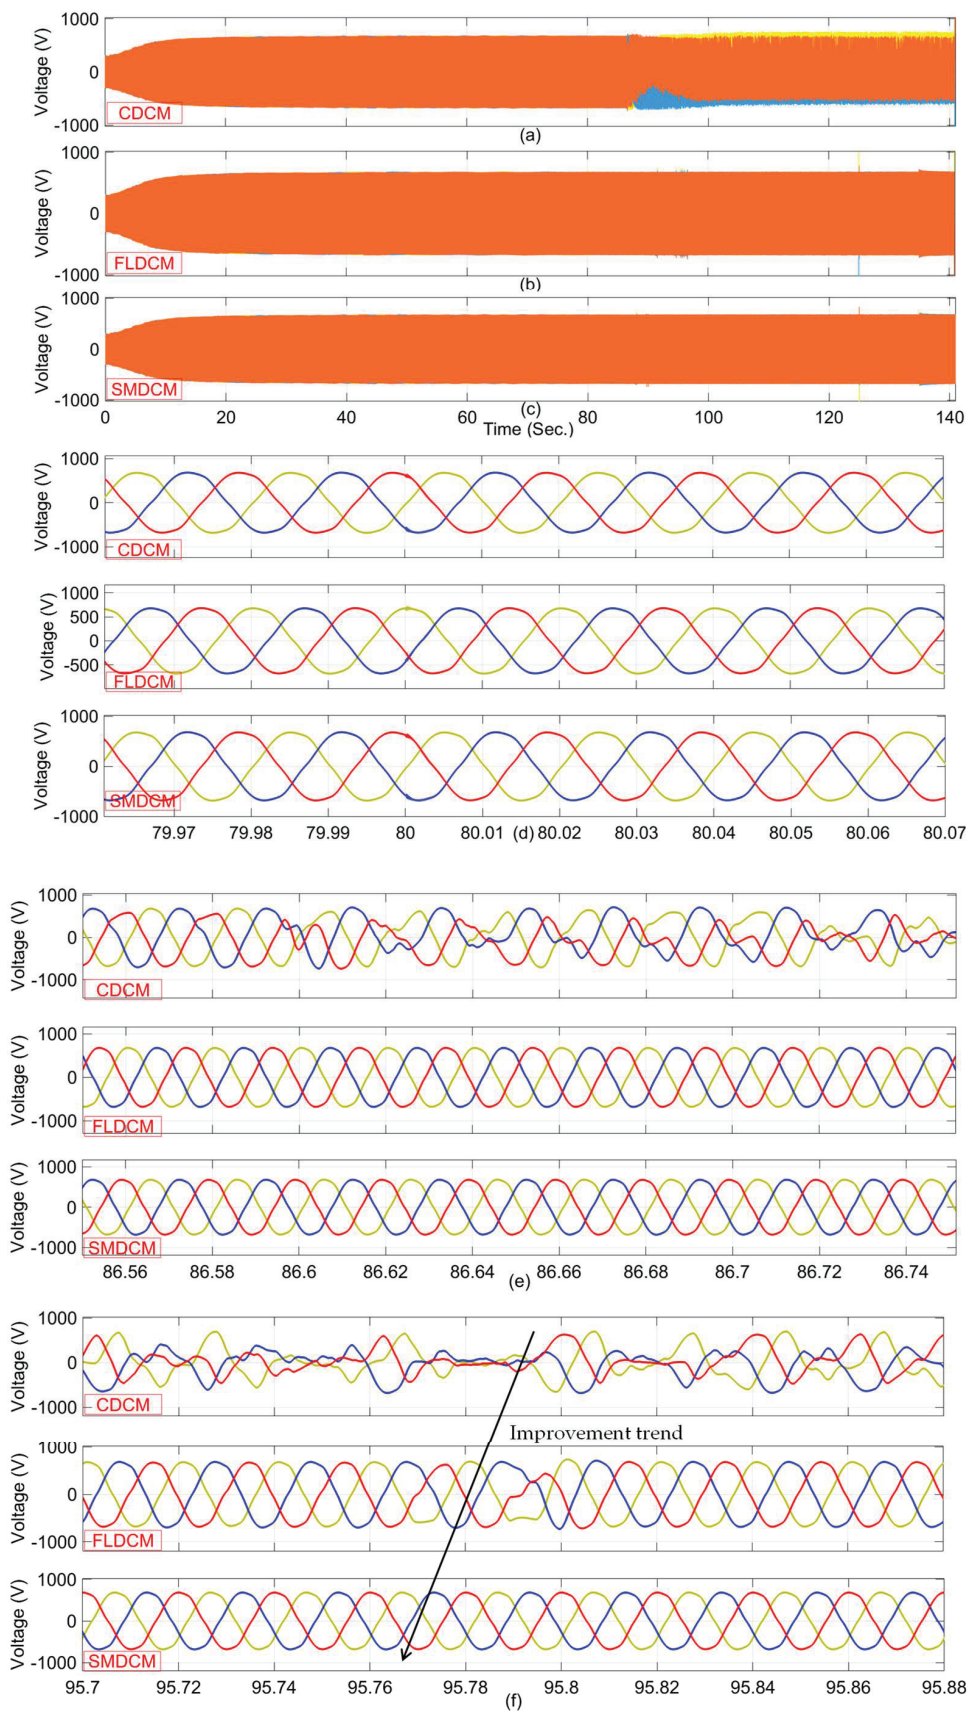 1000
0
-1000
Voltage (V)
CDCM
(a)
1000
0
-1000
Voltage (V)
FLDCM
(b)
1000
0
-1000
Voltage (V)
SMDCM
(c)
0 20 40 60 80 100 120 140
Time (Sec.)
1000
0
-1000
Voltage (V)
CDCM
1000
500
0
-500
Voltage (V)
FLDCM
1000
0
-1000
Voltage (V)
SMDCM
79.97 79.98 79.99 80 80.01 (d) 80.02 80.03 80.04 80.05 80.06 80.07
1000
0
-1000
Voltage (V)
CDCM
1000
0
-1000
Voltage (V)
FLDCM
1000
0
-1000
Voltage (V)
SMDCM
86.56 86.58 86.6 86.62 86.64 86.66 86.68 86.7 86.72 86.74
(e)
1000
0
-1000
Voltage (V)
CDCM
Improvement trend
1000
0
-1000
Voltage (V)
FLDCM
1000
0
-1000
Voltage (V)
SMDCM
95.7 95.72 95.74 95.76 95.78 95.8 95.82 95.84 95.86 95.88
(f)